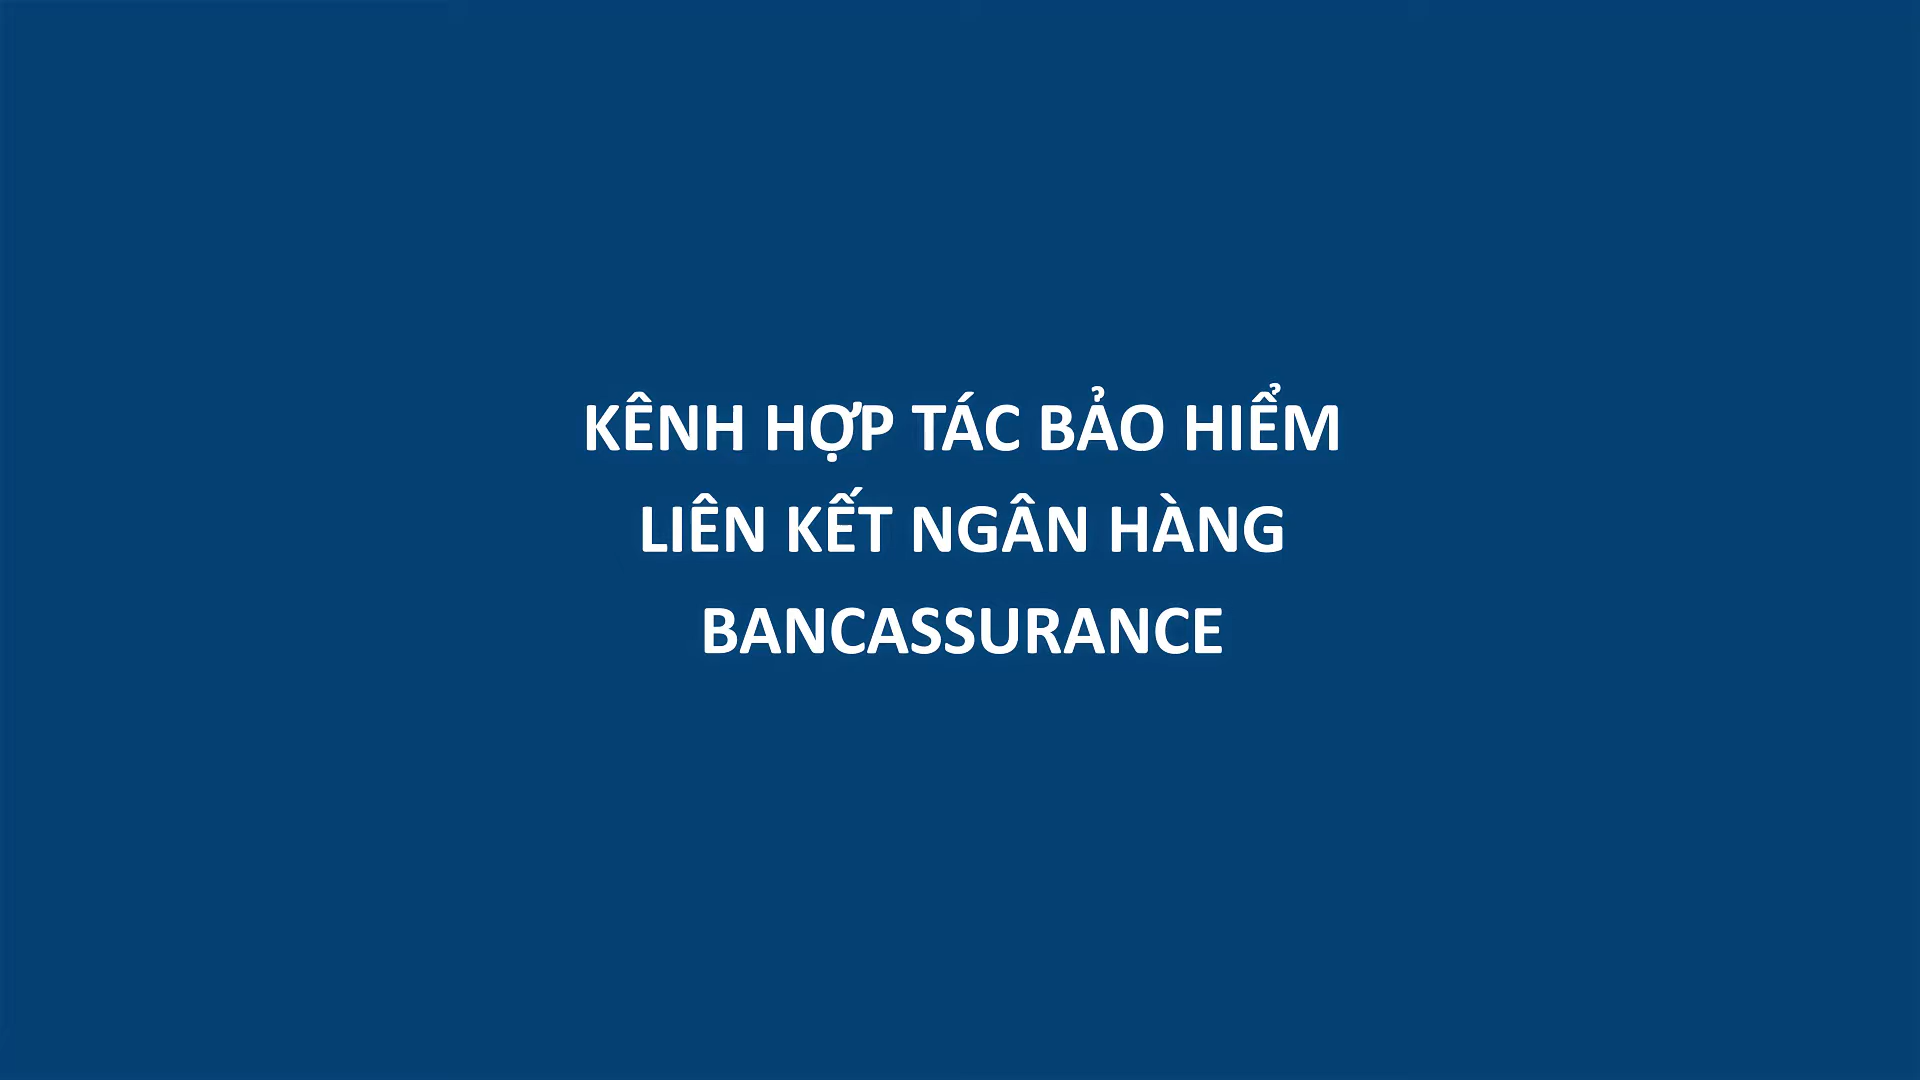 KÊNH HỢP TÁC BẢO HIỂM
LIÊN KẾT NGÂN HÀNG
BANCASSURANCE